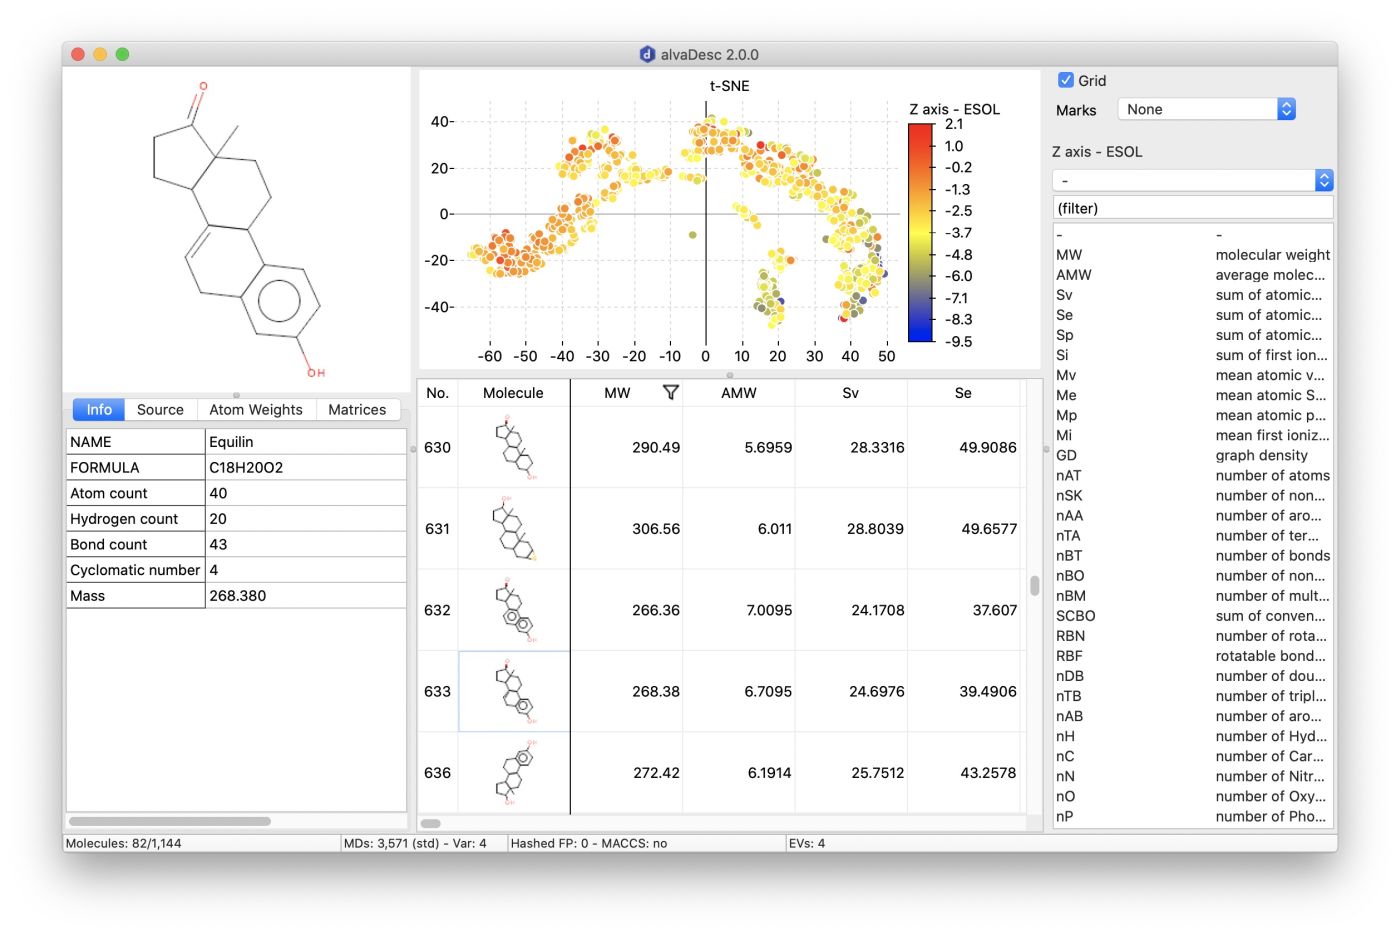 alvaDesc 2.0.0
O
OH
Info Source Atom Weights Matrices
NAME Equilin
FORMULA C18H20O2
Atom count 40
Hydrogen count 20
Bond count 43
Cyclomatic number 4
Mass 268.380
t-SNE
Z axis - ESOL
40-
20-
0-
-20-
-40-
-60 -50 -40 -30 -20 -10 0 10 20 30 40 50
2.1
1.0
-0.2
-1.3
-2.5
-3.7
-4.8
-6.0
-7.1
-8.3
-9.5
No. Molecule MW AMW Sv Se
630 290.49 5.6959 28.3316 49.9086
631 306.56 6.011 28.8039 49.6577
632 266.36 7.0095 24.1708 37.607
633 268.38 6.7095 24.6976 39.4906
636 272.42 6.1914 25.7512 43.2578
Grid
Marks None
Z axis - ESOL
-
(filter)
- -
MW molecular weight
AMW average molec...
Sv sum of atomic...
Se sum of atomic...
Sp sum of atomic...
Si sum of first ion...
Mv mean atomic v...
Me mean atomic S...
Mp mean atomic p...
Mi mean first ioniz...
GD graph density
nAT number of atoms
nSK number of non...
nAA number of aro...
nTA number of ter...
nBT number of bonds
nBO number of non...
nBM number of mult...
SCBO sum of conven...
RBN number of rota...
RBF rotatable bond...
nDB number of dou...
nTB number of tripl...
nAB number of aro...
nH number of Hyd...
nC number of Car...
nN number of Nitr...
nO number of Oxy...
nP number of Pho...
Molecules: 82/1,144 MDs: 3,571 (std) - Var: 4 Hashed FP: 0 - MACCS: no EVs: 4